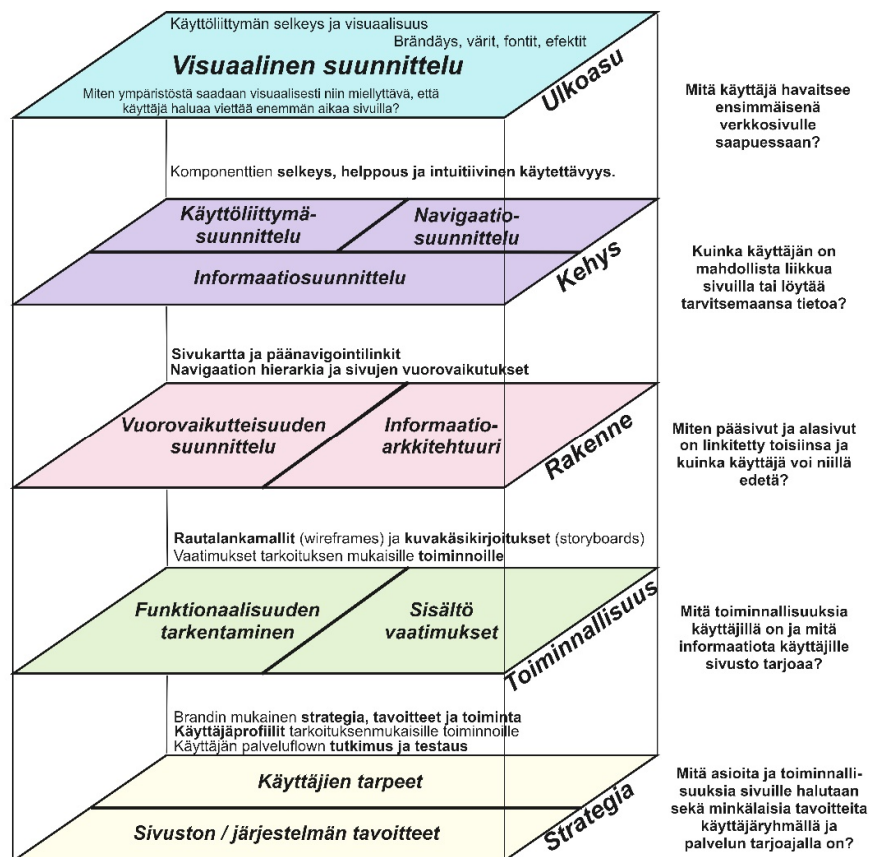 Käyttöliittymän selkeys ja visuaalisuus
Brändäys, värit, fontit, efektit
Visuaalinen suunnittelu
Miten ympäristöstä saadaan visuaalisesti niin miellyttävä, että
käyttäjä haluaa viettää enemmän aikaa sivuilla?
Ulkoasu
Mitä käyttäjä havaitsee
ensimmäisenä
verkkosivulle
saapuessaan?
Komponenttien selkeys, helppous ja intuitiivinen käytettävyys.
Käyttöliittymä-
suunnittelu
Navigaatio-
suunnittelu
Informaatiosuunnittelu
Kehys
Kuinka käyttäjän on
mahdollista liikkua
sivuilla tai löytää
tarvitsemaansa tietoa?
Sivukartta ja päänavigointilinkit
Navigaation hierarkia ja sivujen vuorovaikutukset
Vuorovaikutteisuuden
suunnittelu
Informaatio-
arkkitehtuuri
Rakenne
Miten pääsivut ja alasivut
on linkitetty toisiinsa ja
kuinka käyttäjä voi niillä
edetä?
Rautalankamallit (wireframes) ja kuvakäsikirjoitukset (storyboards)
Vaatimukset tarkoituksen mukaisille toiminnoille
Funktionaalisuuden
tarkentaminen
Sisältö
vaatimukset
Toiminnallisuus
Mitä toiminnallisuuksia
käyttäjillä on ja mitä
informaatiota käyttäjille
sivusto tarjoaa?
Brandin mukainen strategia, tavoitteet ja toiminta
Käyttäjäprofiilit tarkoituksenmukaisille toiminnoille
Käyttäjän palveluflown tutkimus ja testaus
Käyttäjien tarpeet
Sivuston / järjestelmän tavoitteet
Strategia
Mitä asioita ja toiminnalli-
suuksia sivuille halutaan
sekä minkälaisia tavoitteita
käyttäjäryhmällä ja
palvelun tarjoajalla on?